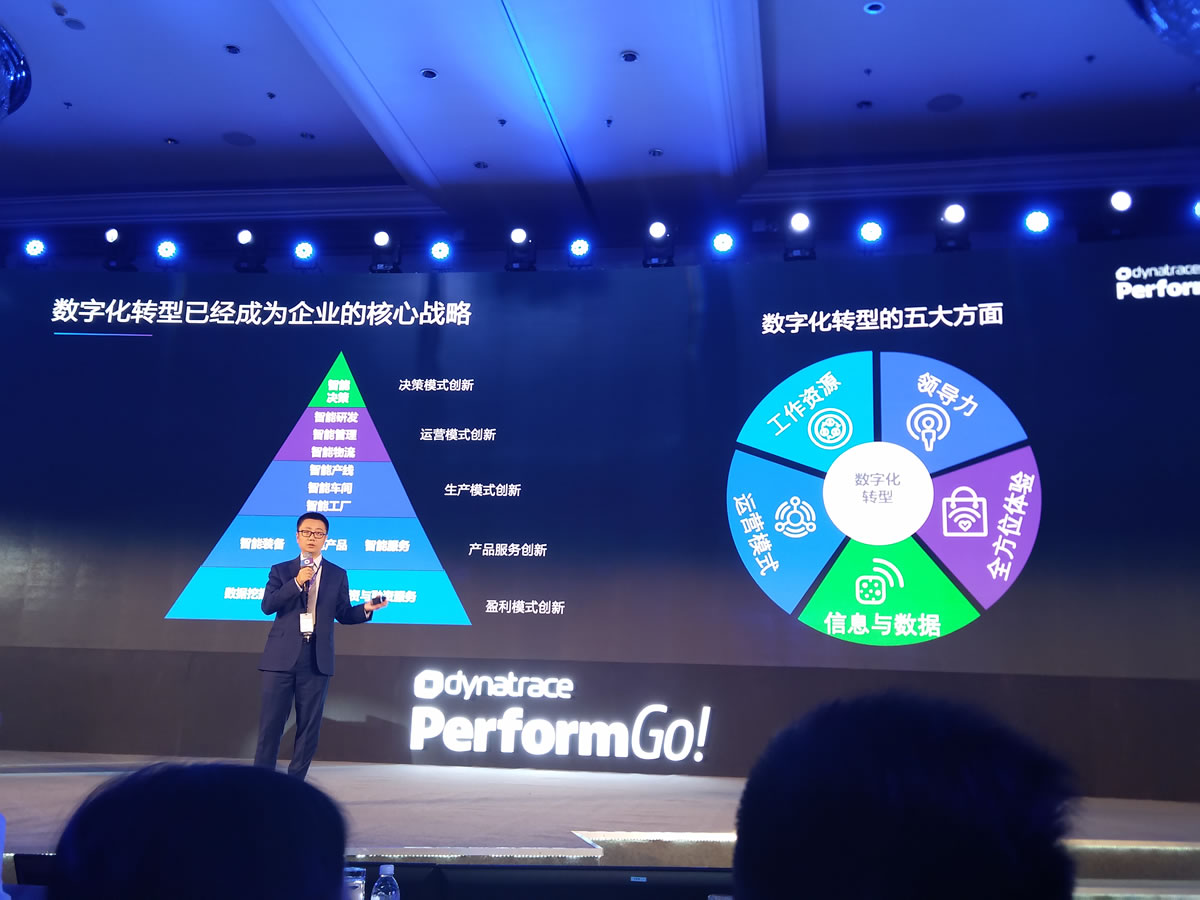 数字化转型已经成为企业的核心战略
智能
决策
决策模式创新
智能研发
智能管理
智能物流
运营模式创新
智能产线
智能车间
智能工厂
生产模式创新
智能装备
产品
智能服务
产品服务创新
数据挖
与融资服务
盈利模式创新
dynatrace
Perform
数字化转型的五大方面
工作资源
领导力
运营模式
数字化
转型
全方位体验
信息与数据
dynatrace
PerformGo!